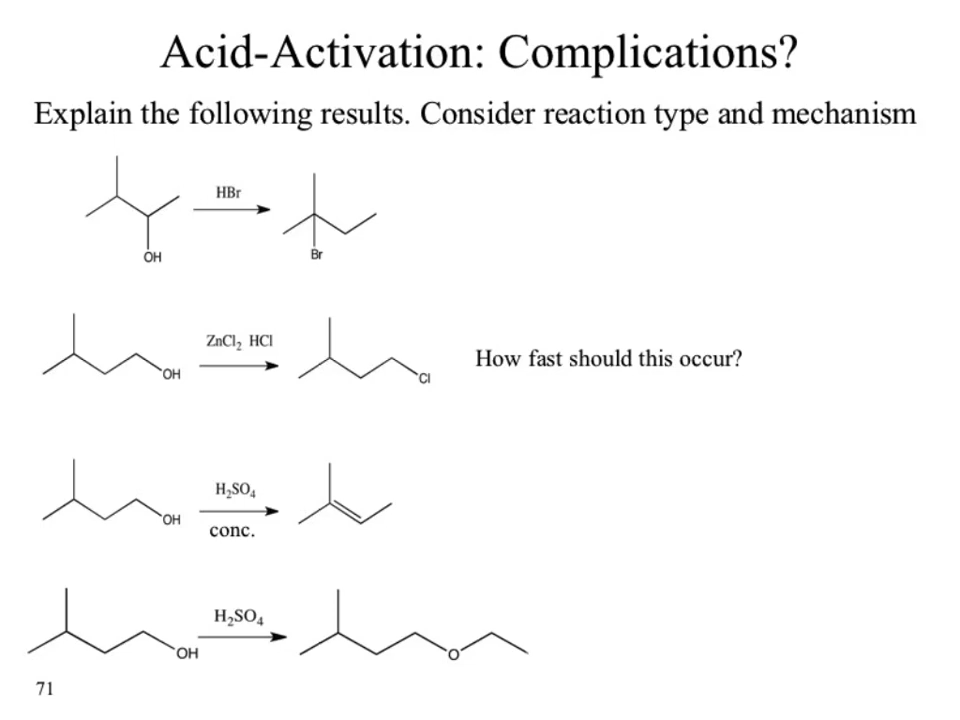 Acid-Activation: Complications?
Explain the following results. Consider reaction type and mechanism
HBr
OH
Br
ZnCl₂ HCl
How fast should this occur?
OH
Cl
H₂SO₄
OH
conc.
H₂SO₄
OH
O
71